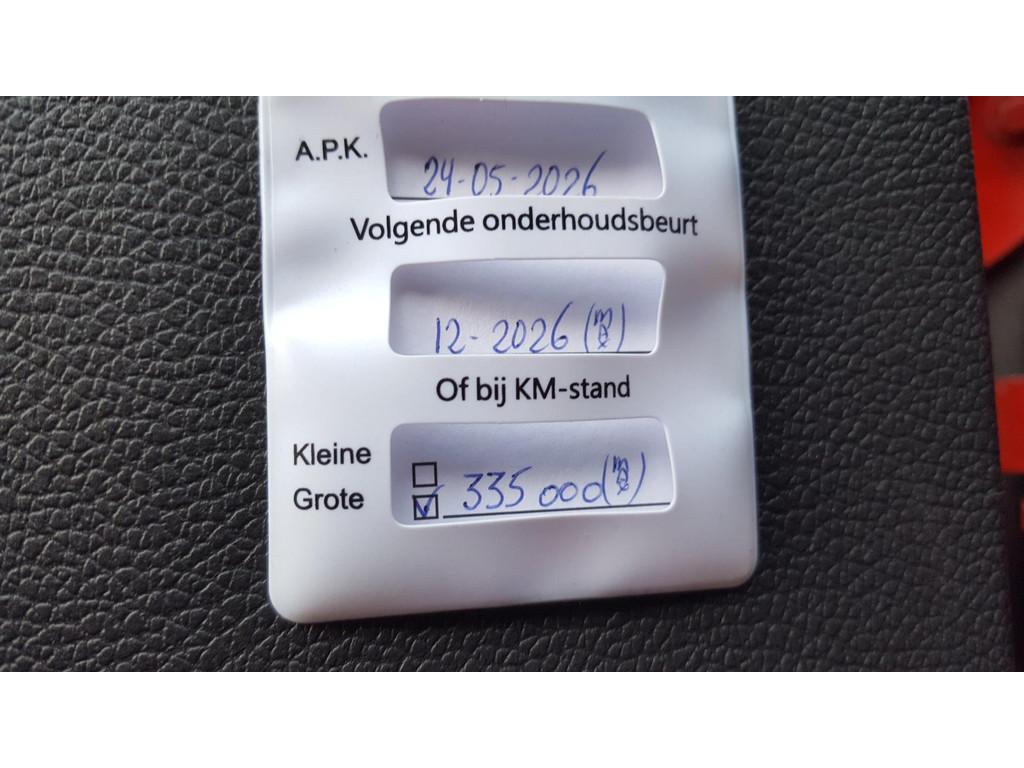 A.P.K. 24-05-2026
Volgende onderhoudsbeurt
12-2026
Of bij KM-stand
Kleine
Grote 335 000